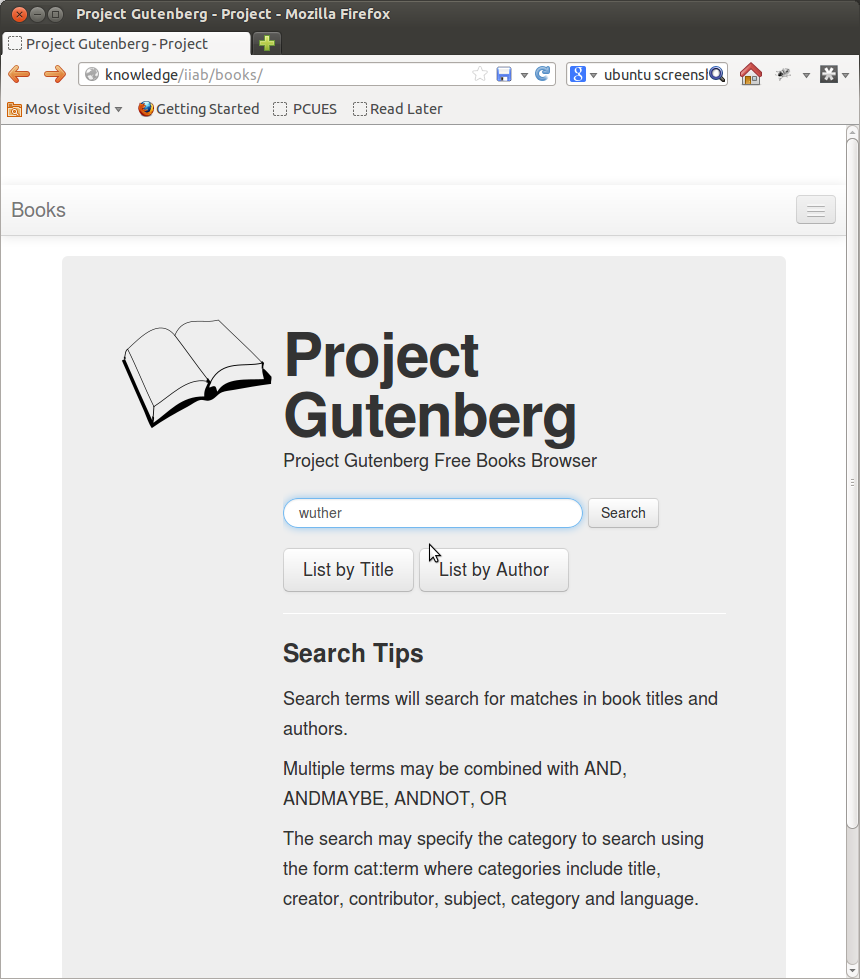 Project Gutenberg - Project - Mozilla Firefox
Project Gutenberg - Project
knowledge/iiab/books/
ubuntu screensl
Most Visited
Getting Started
PCUES
Read Later
Books
Project
Gutenberg
Project Gutenberg Free Books Browser
wuther
Search
List by Title
List by Author
Search Tips
Search terms will search for matches in book titles and
authors.
Multiple terms may be combined with AND,
ANDMAYBE, ANDNOT, OR
The search may specify the category to search using
the form cat:term where categories include title,
creator, contributor, subject, category and language.